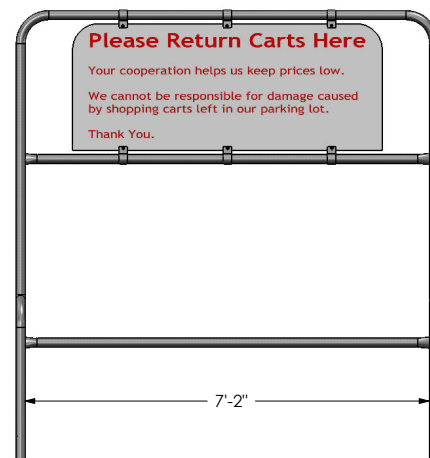 Please Return Carts Here
Your cooperation helps us keep prices low.
We cannot be responsible for damage caused
by shopping carts left in our parking lot.
Thank You.
7'-2"